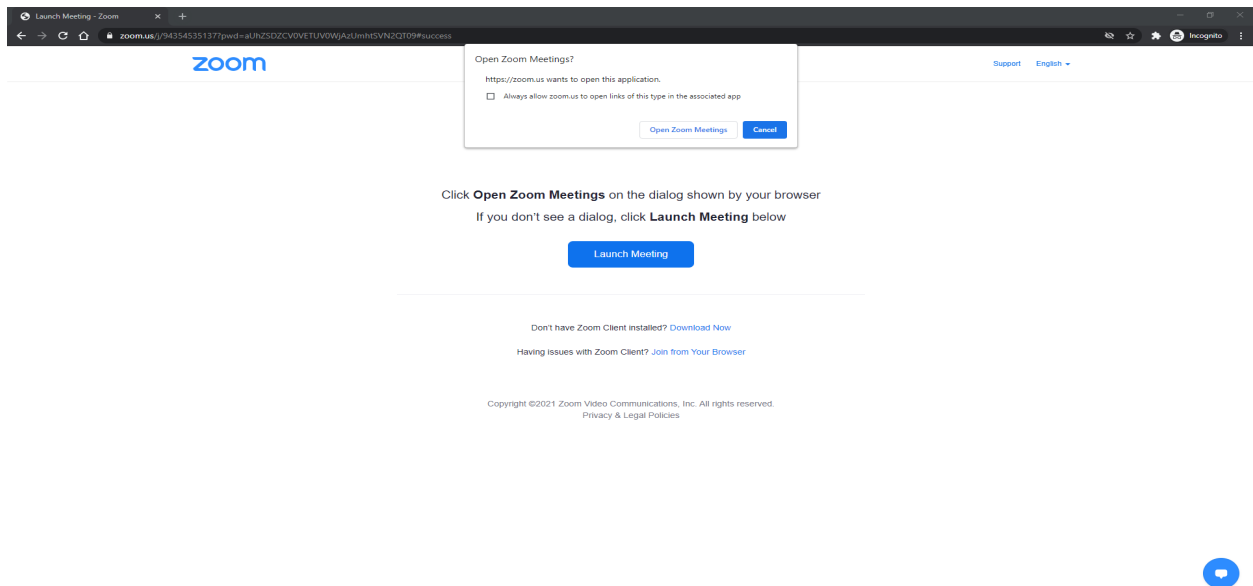 Launch Meeting - Zoom
zoom.us/j/94354535137?pwd=aUhZSDZCV0VETUV0WjAzUmhtSVN2QT09#success
Incognito
zoom
Support English
Open Zoom Meetings?
https://zoom.us wants to open this application.
Always allow zoom.us to open links of this type in the associated app
Open Zoom Meetings Cancel
Click Open Zoom Meetings on the dialog shown by your browser
If you don't see a dialog, click Launch Meeting below
Launch Meeting
Don't have Zoom Client installed? Download Now
Having issues with Zoom Client? Join from Your Browser
Copyright ©2021 Zoom Video Communications, Inc. All rights reserved.
Privacy & Legal Policies